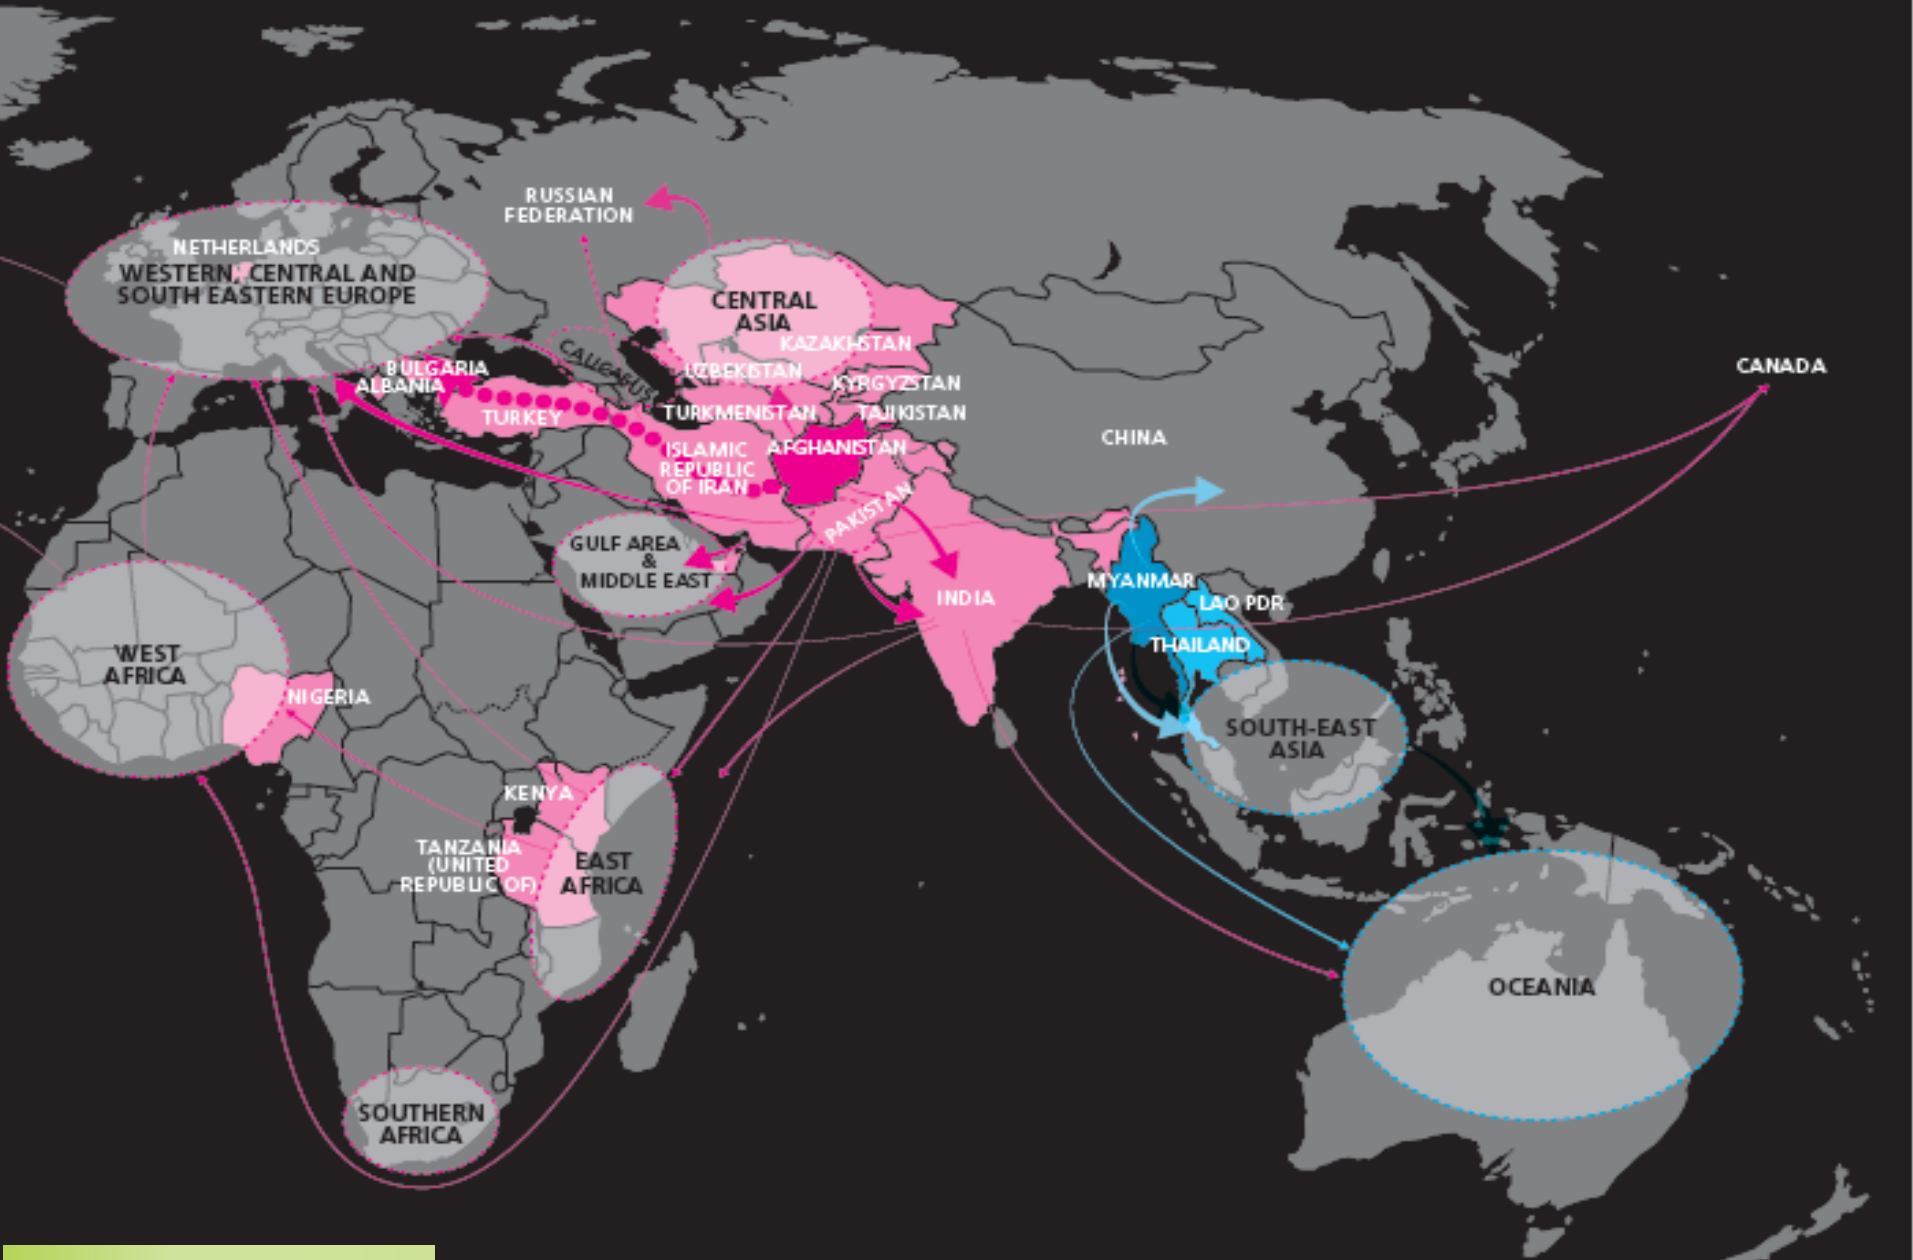 RUSSIAN
FEDERATION
NETHERLANDS
WESTERN, CENTRAL AND
SOUTH EASTERN EUROPE
CENTRAL
ASIA
KAZAKHSTAN
CAUCASUS
BULGARIA
ALBANIA
UZBEKISTAN
KYRGYZSTAN
CANADA
TURKEY
TURKMENISTAN
TAJIKISTAN
CHINA
ISLAMIC
REPUBLIC
OF IRAN
AFGHANISTAN
PAKISTAN
GULF AREA
&
MIDDLE EAST
INDIA
MYANMAR
LAO PDR
THAILAND
WEST
AFRICA
NIGERIA
SOUTH-EAST
ASIA
KENYA
TANZANIA
(UNITED
REPUBLIC OF)
EAST
AFRICA
OCEANIA
SOUTHERN
AFRICA